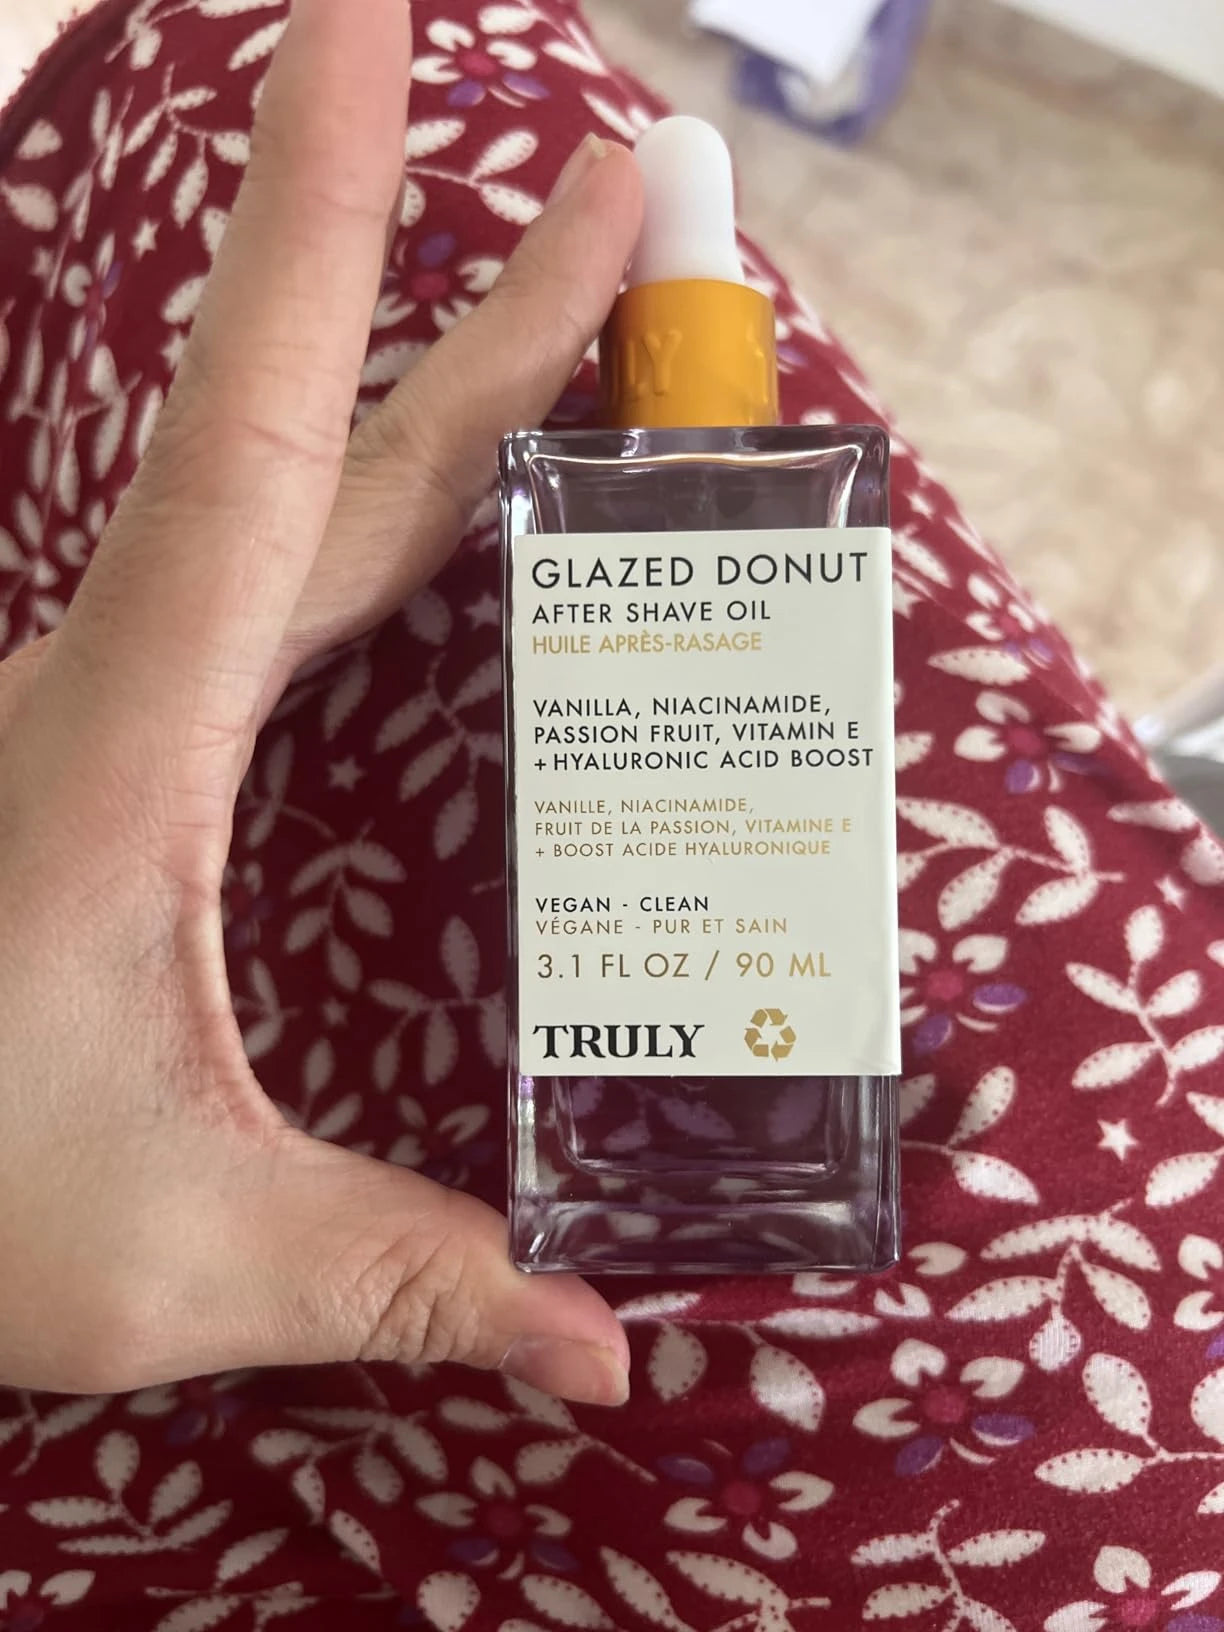 GLAZED DONUT
AFTER SHAVE OIL
HUILE APRÈS-RASAGE
VANILLA, NIACINAMIDE,
PASSION FRUIT, VITAMIN E
+ HYALURONIC ACID BOOST
VANILLE, NIACINAMIDE,
FRUIT DE LA PASSION, VITAMINE E
+ BOOST ACIDE HYALURONIQUE
VEGAN - CLEAN
VÉGANE - PUR ET SAIN
3.1 FL OZ / 90 ML
TRULY